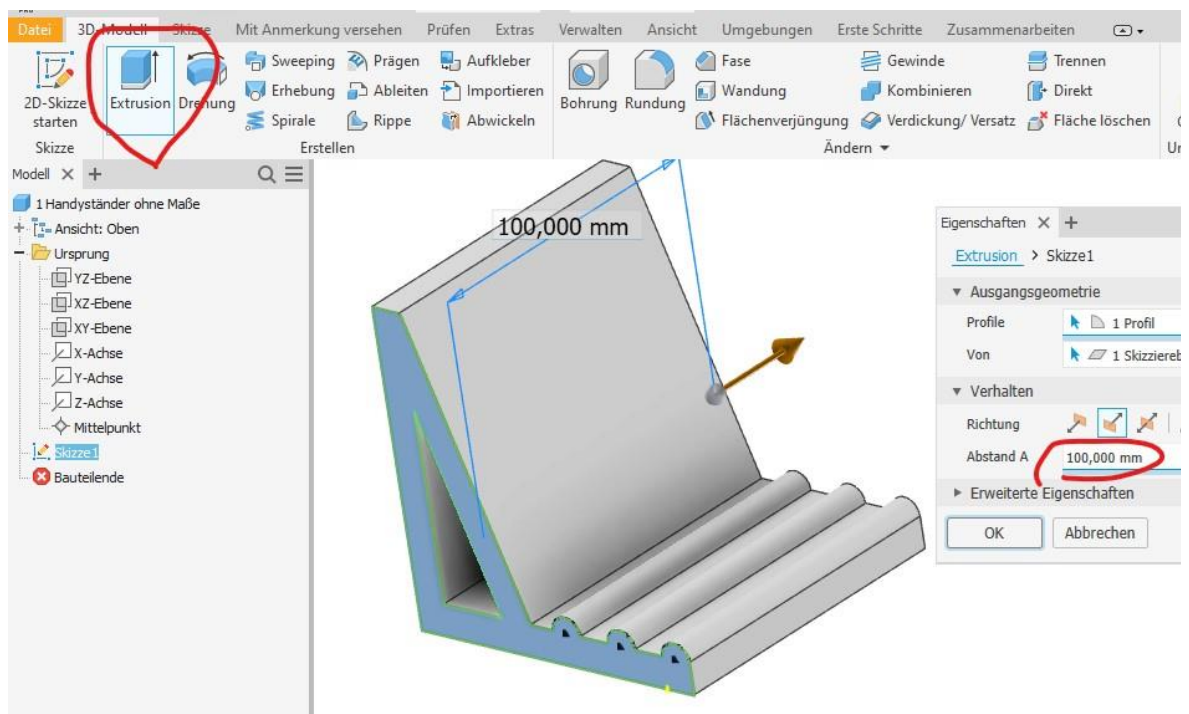 Datei 3D-Modell Skizze Mit Anmerkung versehen Prüfen Extras Verwalten Ansicht Umgebungen Erste Schritte Zusammenarbeiten
2D-Skizze starten
Extrusion
Drehung
Sweeping Prägen Aufkleber
Erhebung Ableiten Importieren
Spirale Rippe Abwickeln
Bohrung
Rundung
Fase Gewinde Trennen
Wandung Kombinieren Direkt
Flächenverjüngung Verdickung/ Versatz Fläche löschen
Skizze
Erstellen
Ändern
Modell
1 Handyständer ohne Maße
Ansicht: Oben
Ursprung
YZ-Ebene
XZ-Ebene
XY-Ebene
X-Achse
Y-Achse
Z-Achse
Mittelpunkt
Skizze1
Bauteilende
100,000 mm
Eigenschaften
Extrusion > Skizze1
Ausgangsgeometrie
Profile 1 Profil
Von 1 Skizziereb
Verhalten
Richtung
Abstand A 100,000 mm
Erweiterte Eigenschaften
OK Abbrechen